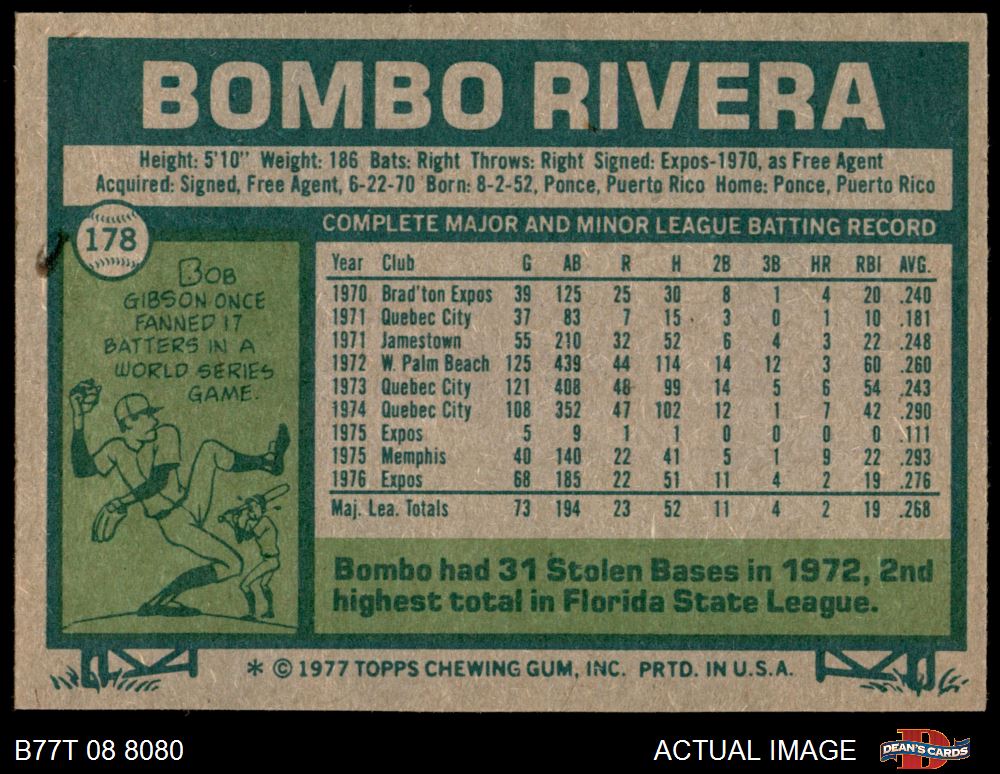 BOMBO RIVERA
Height: 5'10" Weight: 186 Bats: Right Throws: Right Signed: Expos-1970, as Free Agent
Acquired: Signed, Free Agent, 6-22-70 Born: 8-2-52, Ponce, Puerto Rico Home: Ponce, Puerto Rico
178
BOB
GIBSON ONCE
FANNED 17
BATTERS IN A
WORLD SERIES
GAME.
COMPLETE MAJOR AND MINOR LEAGUE BATTING RECORD
Year Club G AB R H 2B 3B HR RBI AVG.
1970 Brad'ton Expos 39 125 25 30 8 1 4 20 .240
1971 Quebec City 37 83 7 15 3 0 1 10 .181
1971 Jamestown 55 210 32 52 6 4 3 22 .248
1972 W. Palm Beach 125 439 44 114 14 12 3 60 .260
1973 Quebec City 121 408 48 99 14 5 6 54 .243
1974 Quebec City 108 352 47 102 12 1 7 42 .290
1975 Expos 5 9 1 1 0 0 0 0 .111
1975 Memphis 40 140 22 41 5 1 9 22 .293
1976 Expos 68 185 22 51 11 4 2 19 .276
Maj. Lea. Totals 73 194 23 52 11 4 2 19 .268
Bombo had 31 Stolen Bases in 1972, 2nd
highest total in Florida State League.
* © 1977 TOPPS CHEWING GUM, INC. PRTD. IN U.S.A.
B77T 08 8080
ACTUAL IMAGE
DEAN'S CARDS